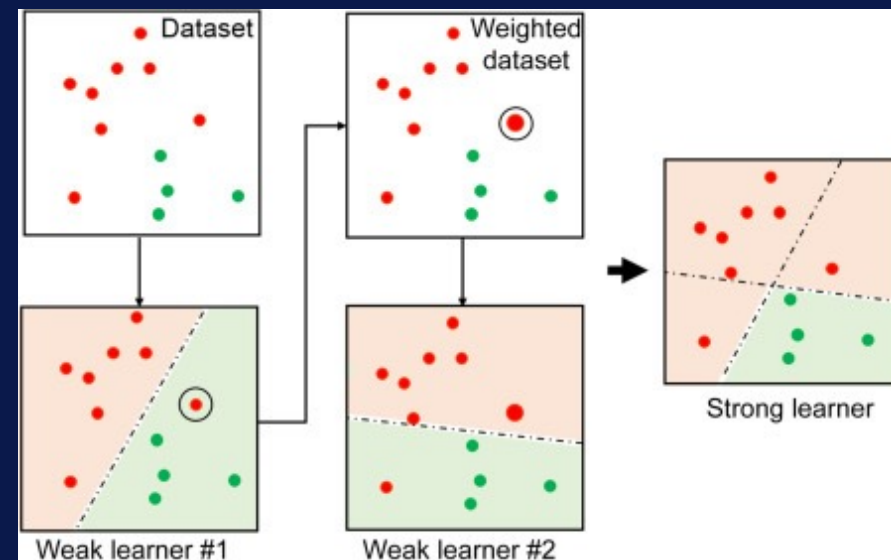 Dataset
Weighted
dataset
Weak learner #1
Weak learner #2
Strong learner